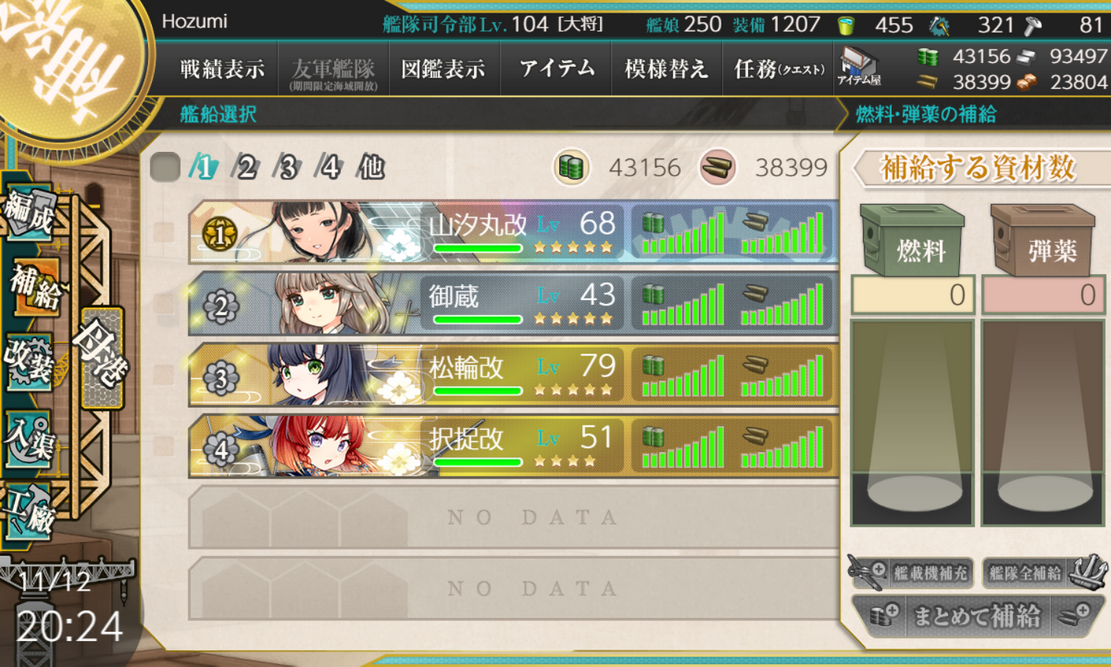 補給
Hozumi
艦隊司令部Lv. 104 [大将]
艦娘 250 装備 1207
455
321
81
戦績表示
友軍艦隊
(期間限定海域開放)
図鑑表示
アイテム
模様替え
任務(クエスト)
アイテム屋
43156
93497
38399
23804
艦船選択
燃料・弾薬の補給
1
2
3
4
他
43156
38399
補給する資材数
編成
補給
改装
入渠
工廠
母港
1
山汐丸改 Lv 68
2
御蔵 Lv 43
3
松輪改 Lv 79
4
択捉改 Lv 51
NO DATA
NO DATA
燃料
弾薬
0
0
艦載機補充
艦隊全補給
まとめて補給
11/12
20:24